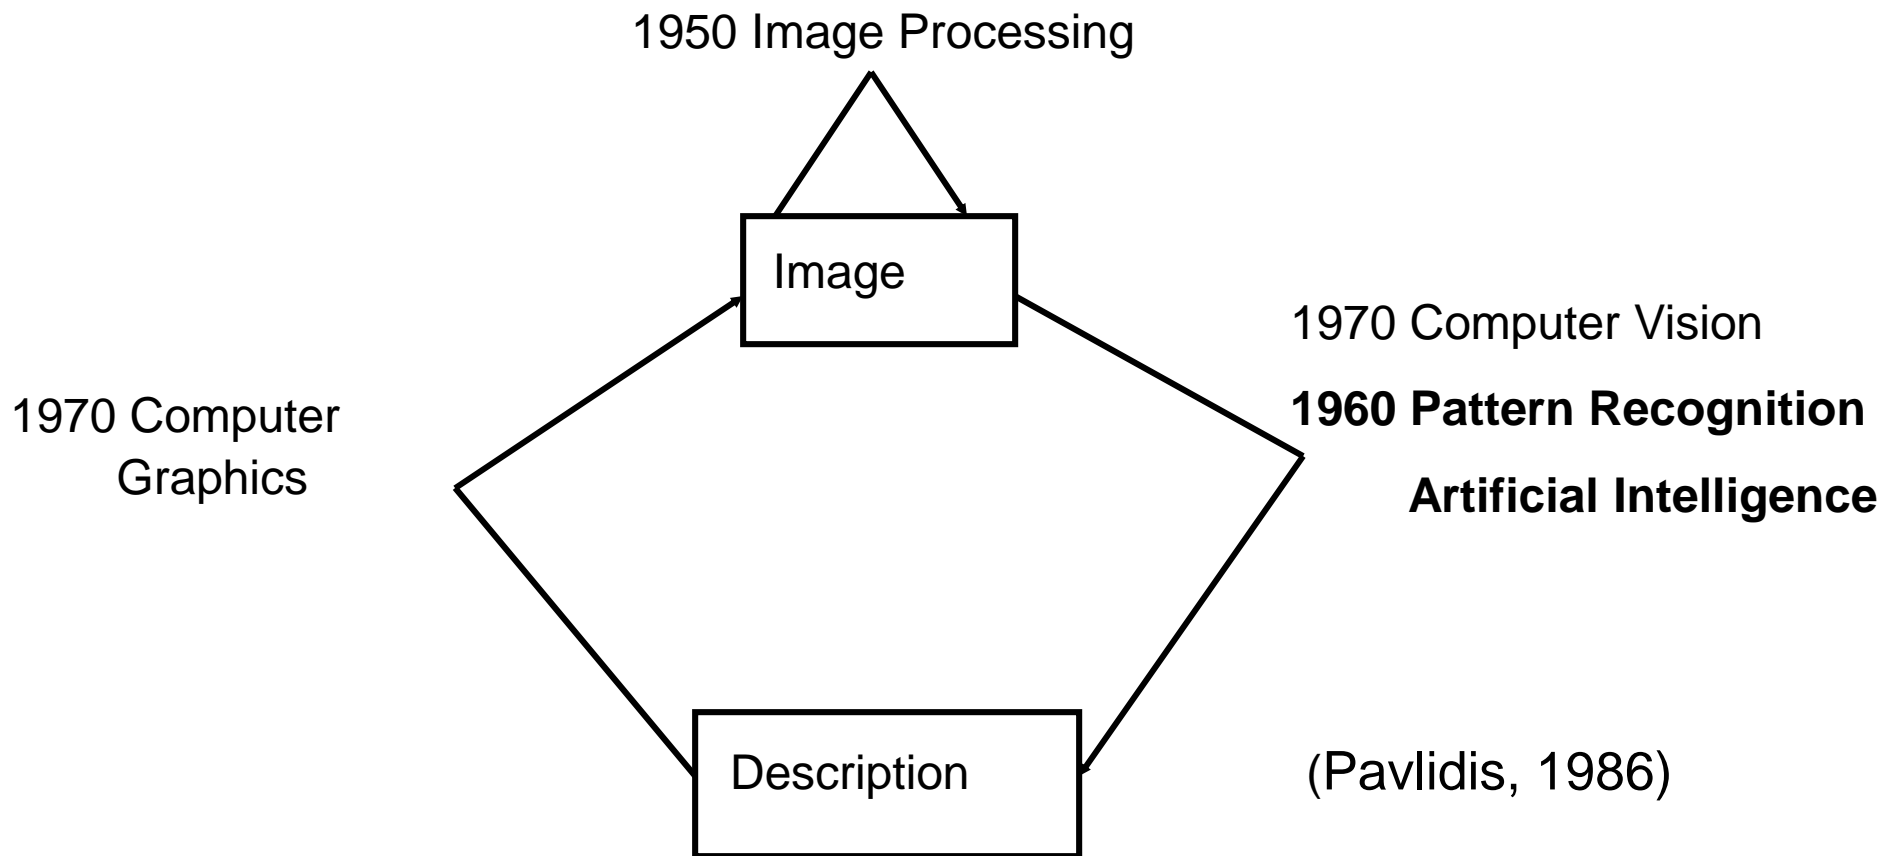 1950 Image Processing
Image
1970 Computer Vision
1960 Pattern Recognition
Artificial Intelligence
1970 Computer
Graphics
Description
(Pavlidis, 1986)